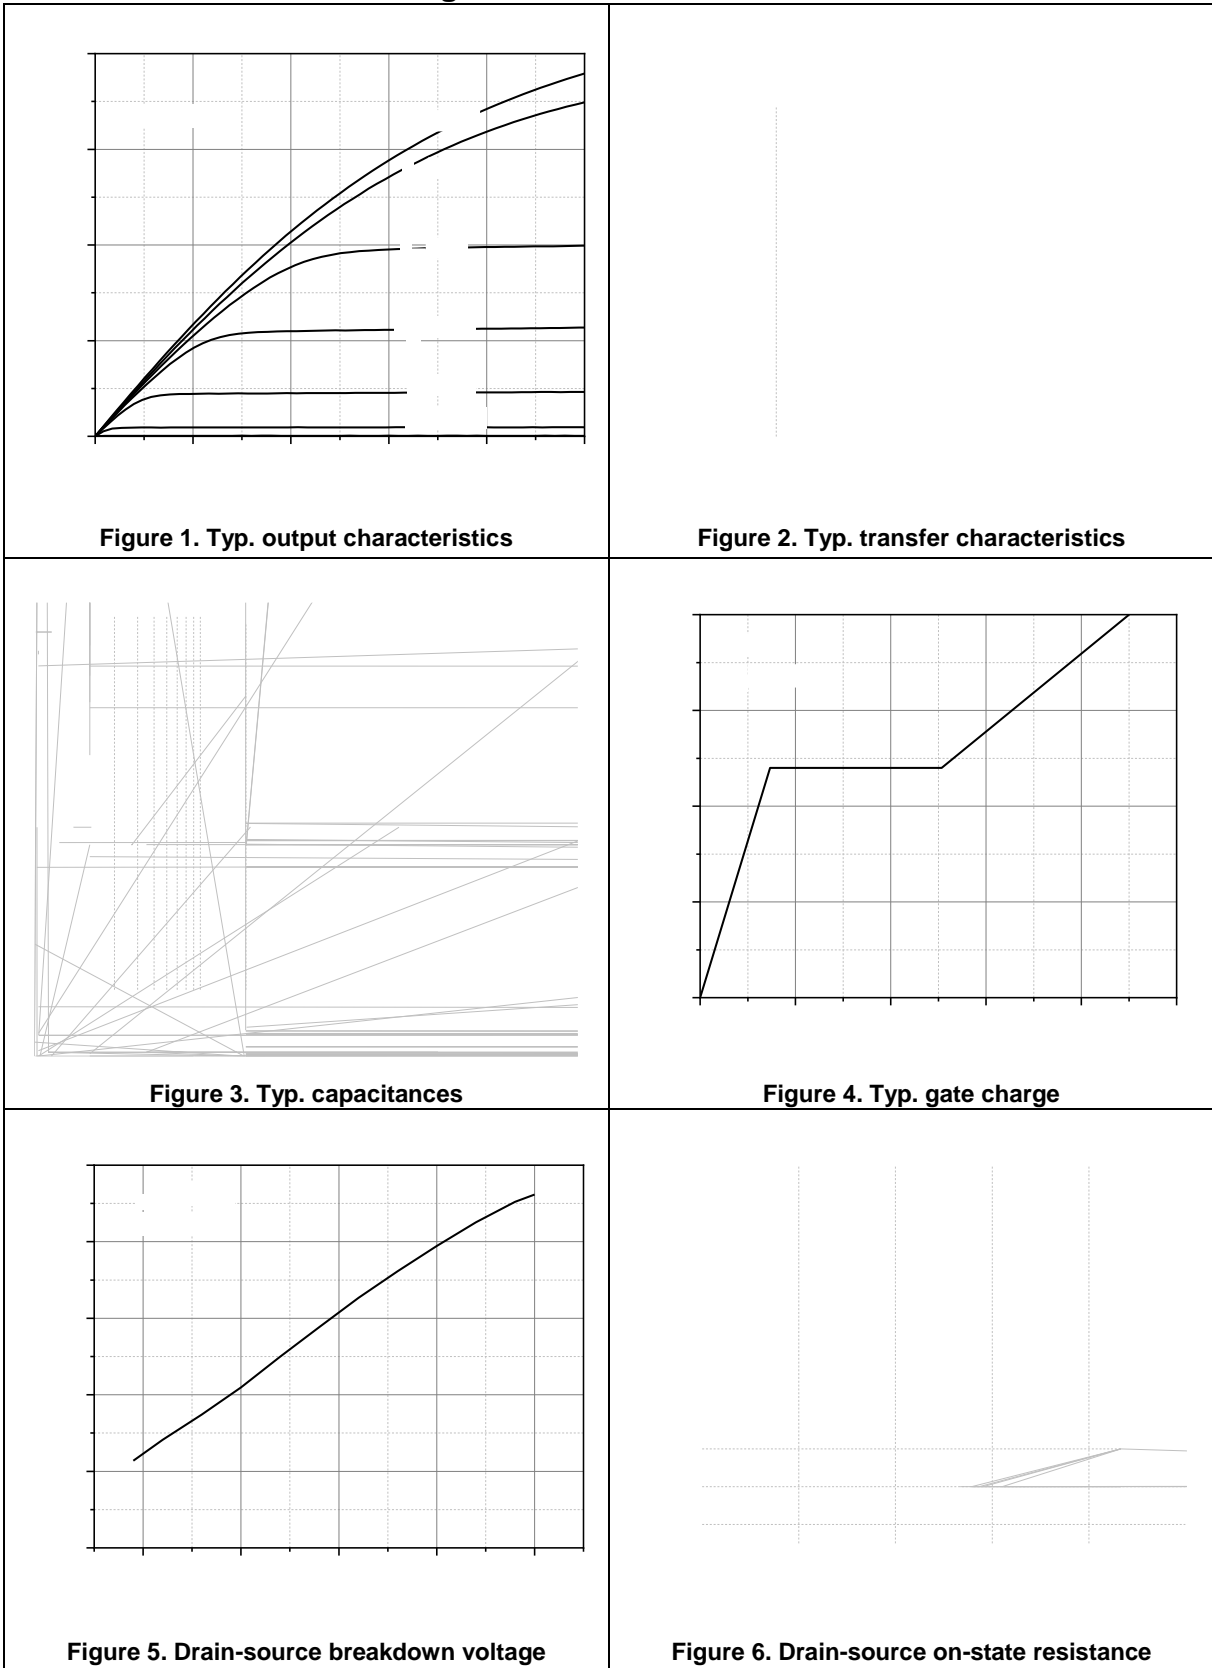 Figure 1. Typ. output characteristics
Figure 2. Typ. transfer characteristics
Figure 3. Typ. capacitances
Figure 4. Typ. gate charge
Figure 5. Drain-source breakdown voltage
Figure 6. Drain-source on-state resistance